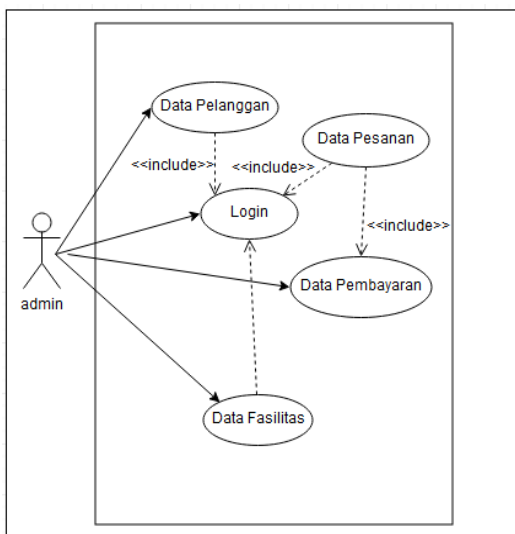 Data Pelanggan
Data Pesanan
<<include>>
<<include>>
Login
<<include>>
admin
Data Pembayaran
Data Fasilitas